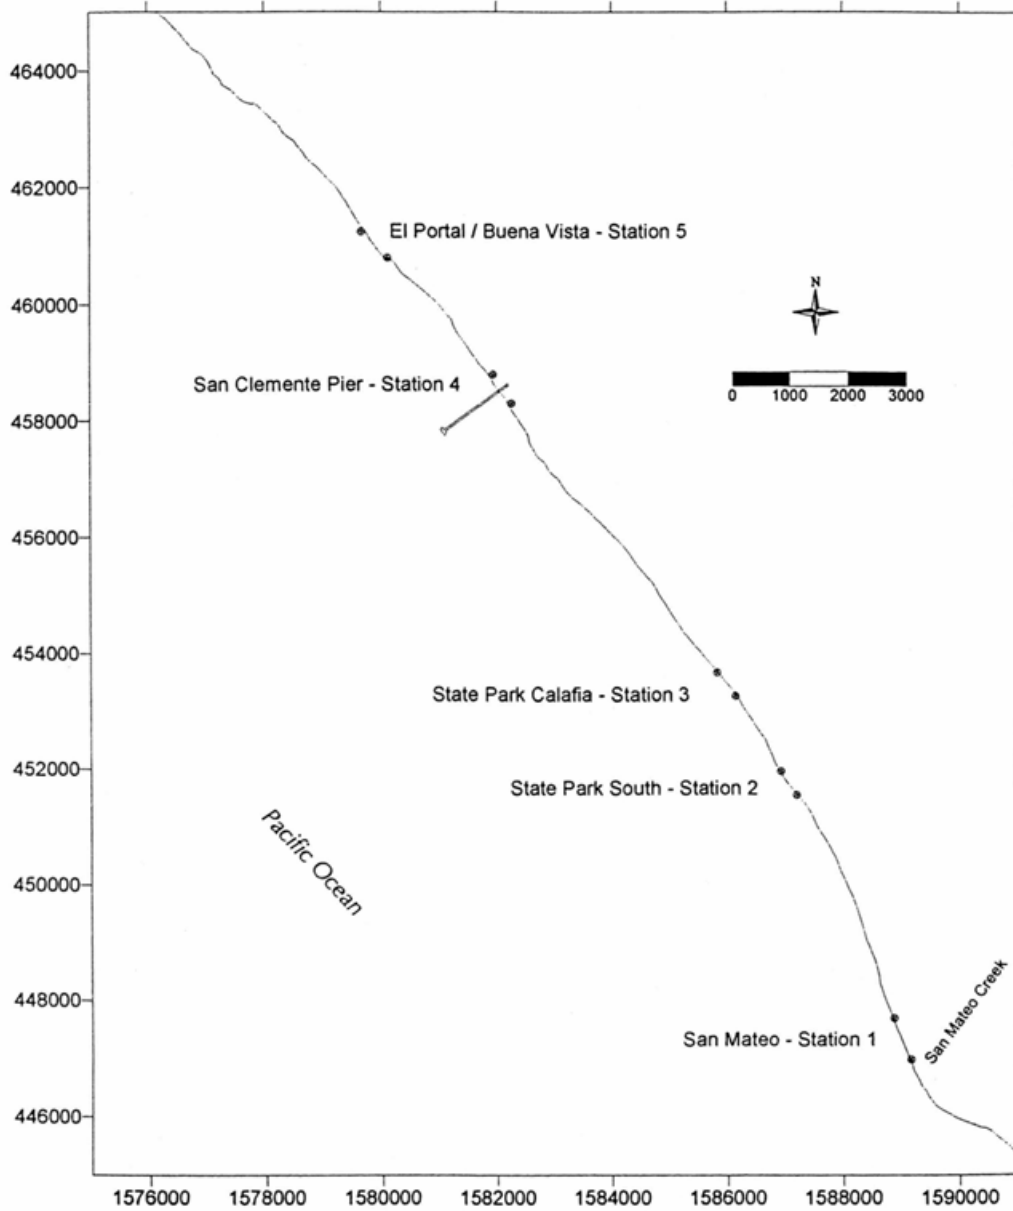 464000
462000
El Portal / Buena Vista - Station 5
460000
N
San Clemente Pier - Station 4
0 1000 2000 3000
458000
456000
454000
State Park Calafia - Station 3
452000
State Park South - Station 2
Pacific Ocean
450000
448000
San Mateo Creek
San Mateo - Station 1
446000
1576000 1578000 1580000 1582000 1584000 1586000 1588000 1590000